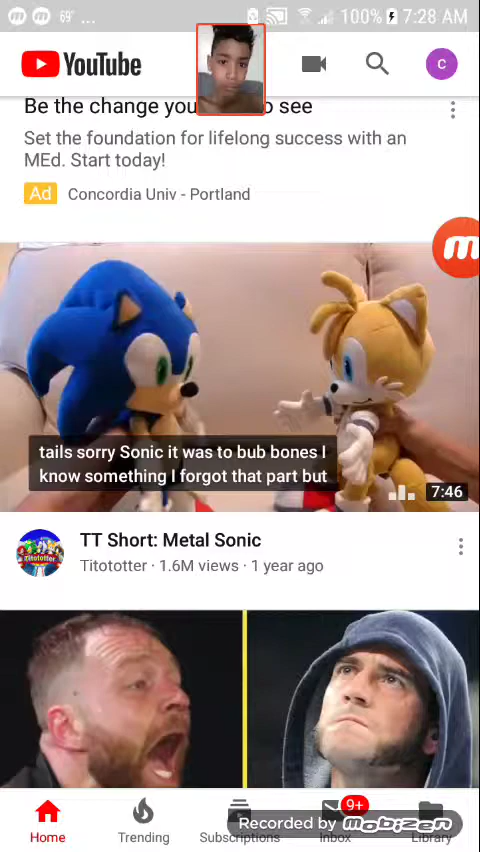 69° ... 100% 7:28 AM
YouTube
C
Be the change you to see
Set the foundation for lifelong success with an
MEd. Start today!
Ad Concordia Univ - Portland
tails sorry Sonic it was to bub bones I
know something I forgot that part but
7:46
TT Short: Metal Sonic
Titototter
Titototter · 1.6M views · 1 year ago
9+
Home Trending Subscriptions Inbox Library
Recorded by mobizen